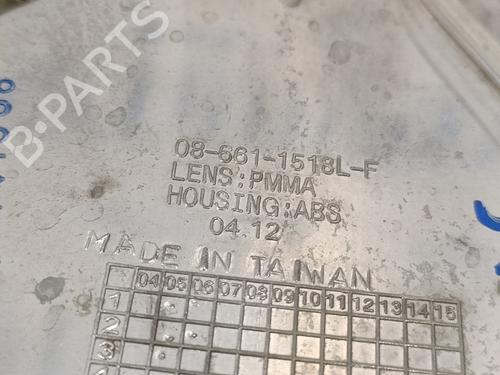 B-PARTS
08-661-1518L-F
LENS:PMMA
HOUSING:ABS
04.12
MADE IN TAIWAN
04 05 06 07 08 09 10 11 12 13 14 15
1
2
3